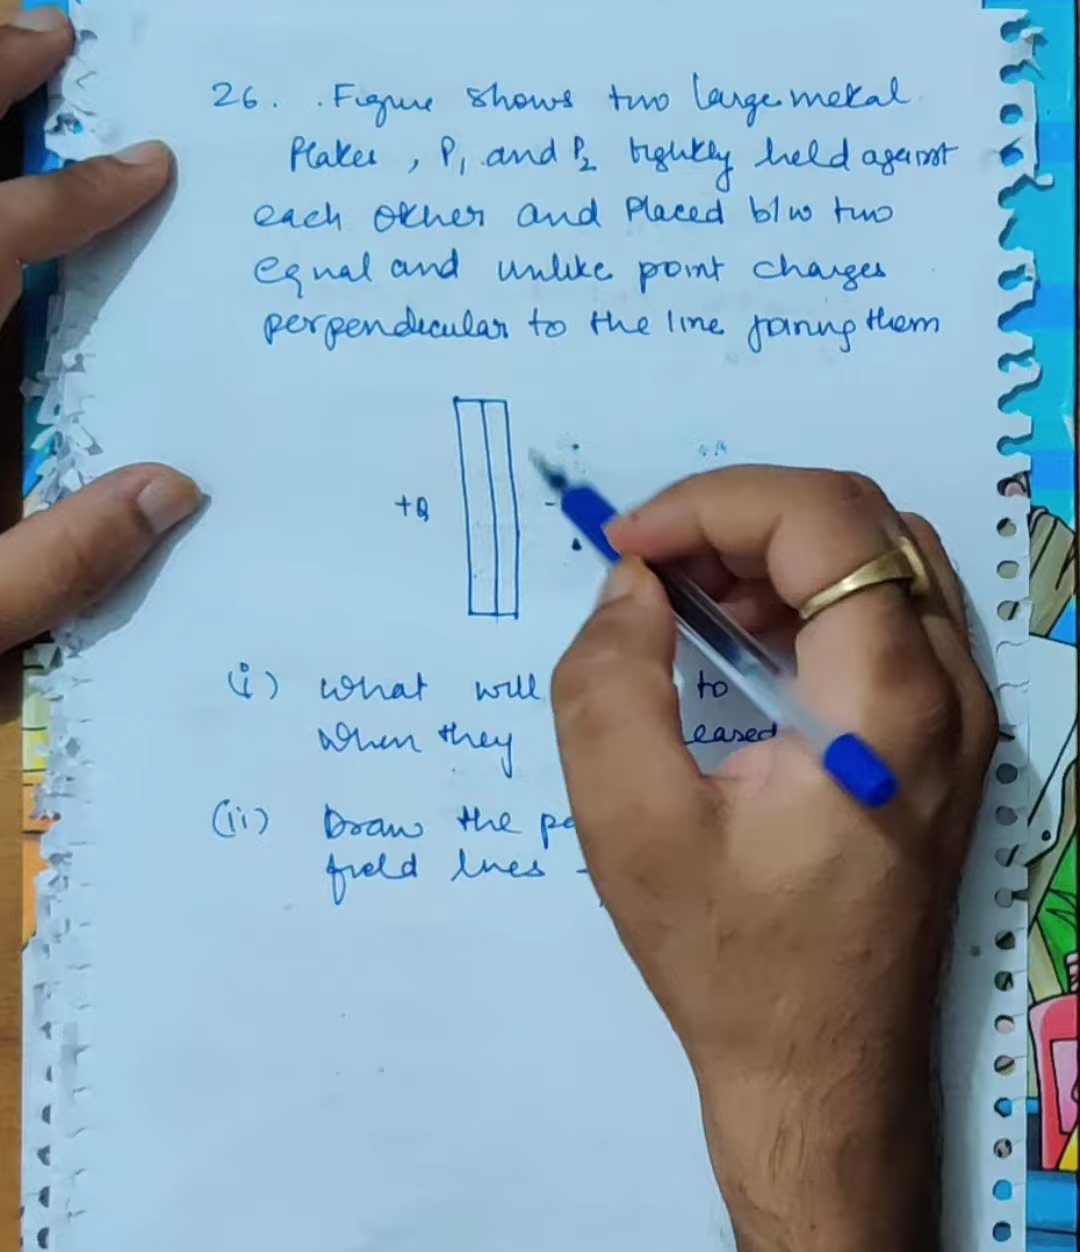 26. . Figure shows two large metal
Plates , P₁ and P₂ tightly held against
each other and Placed b/w two
equal and unlike point charges
perpendicular to the line joining them
+Q -
(i) What will to
When they eased
(ii) Draw the
field lines